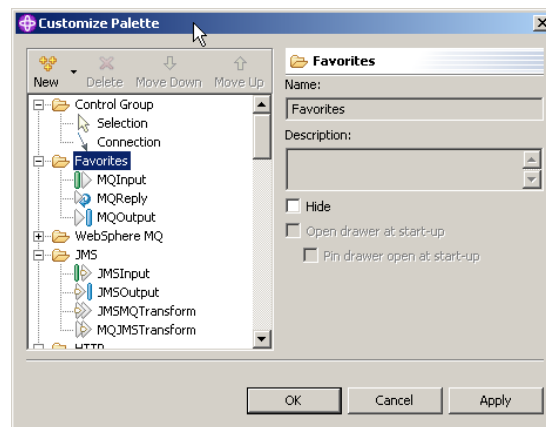 Customize Palette
New
Delete
Move Down
Move Up
Control Group
Selection
Connection
Favorites
MQInput
MQReply
MQOutput
WebSphere MQ
JMS
JMSInput
JMSOutput
JMSMQTransform
MQJMSTransform
HTTP
Favorites
Name:
Favorites
Description:
Hide
Open drawer at start-up
Pin drawer open at start-up
OK
Cancel
Apply